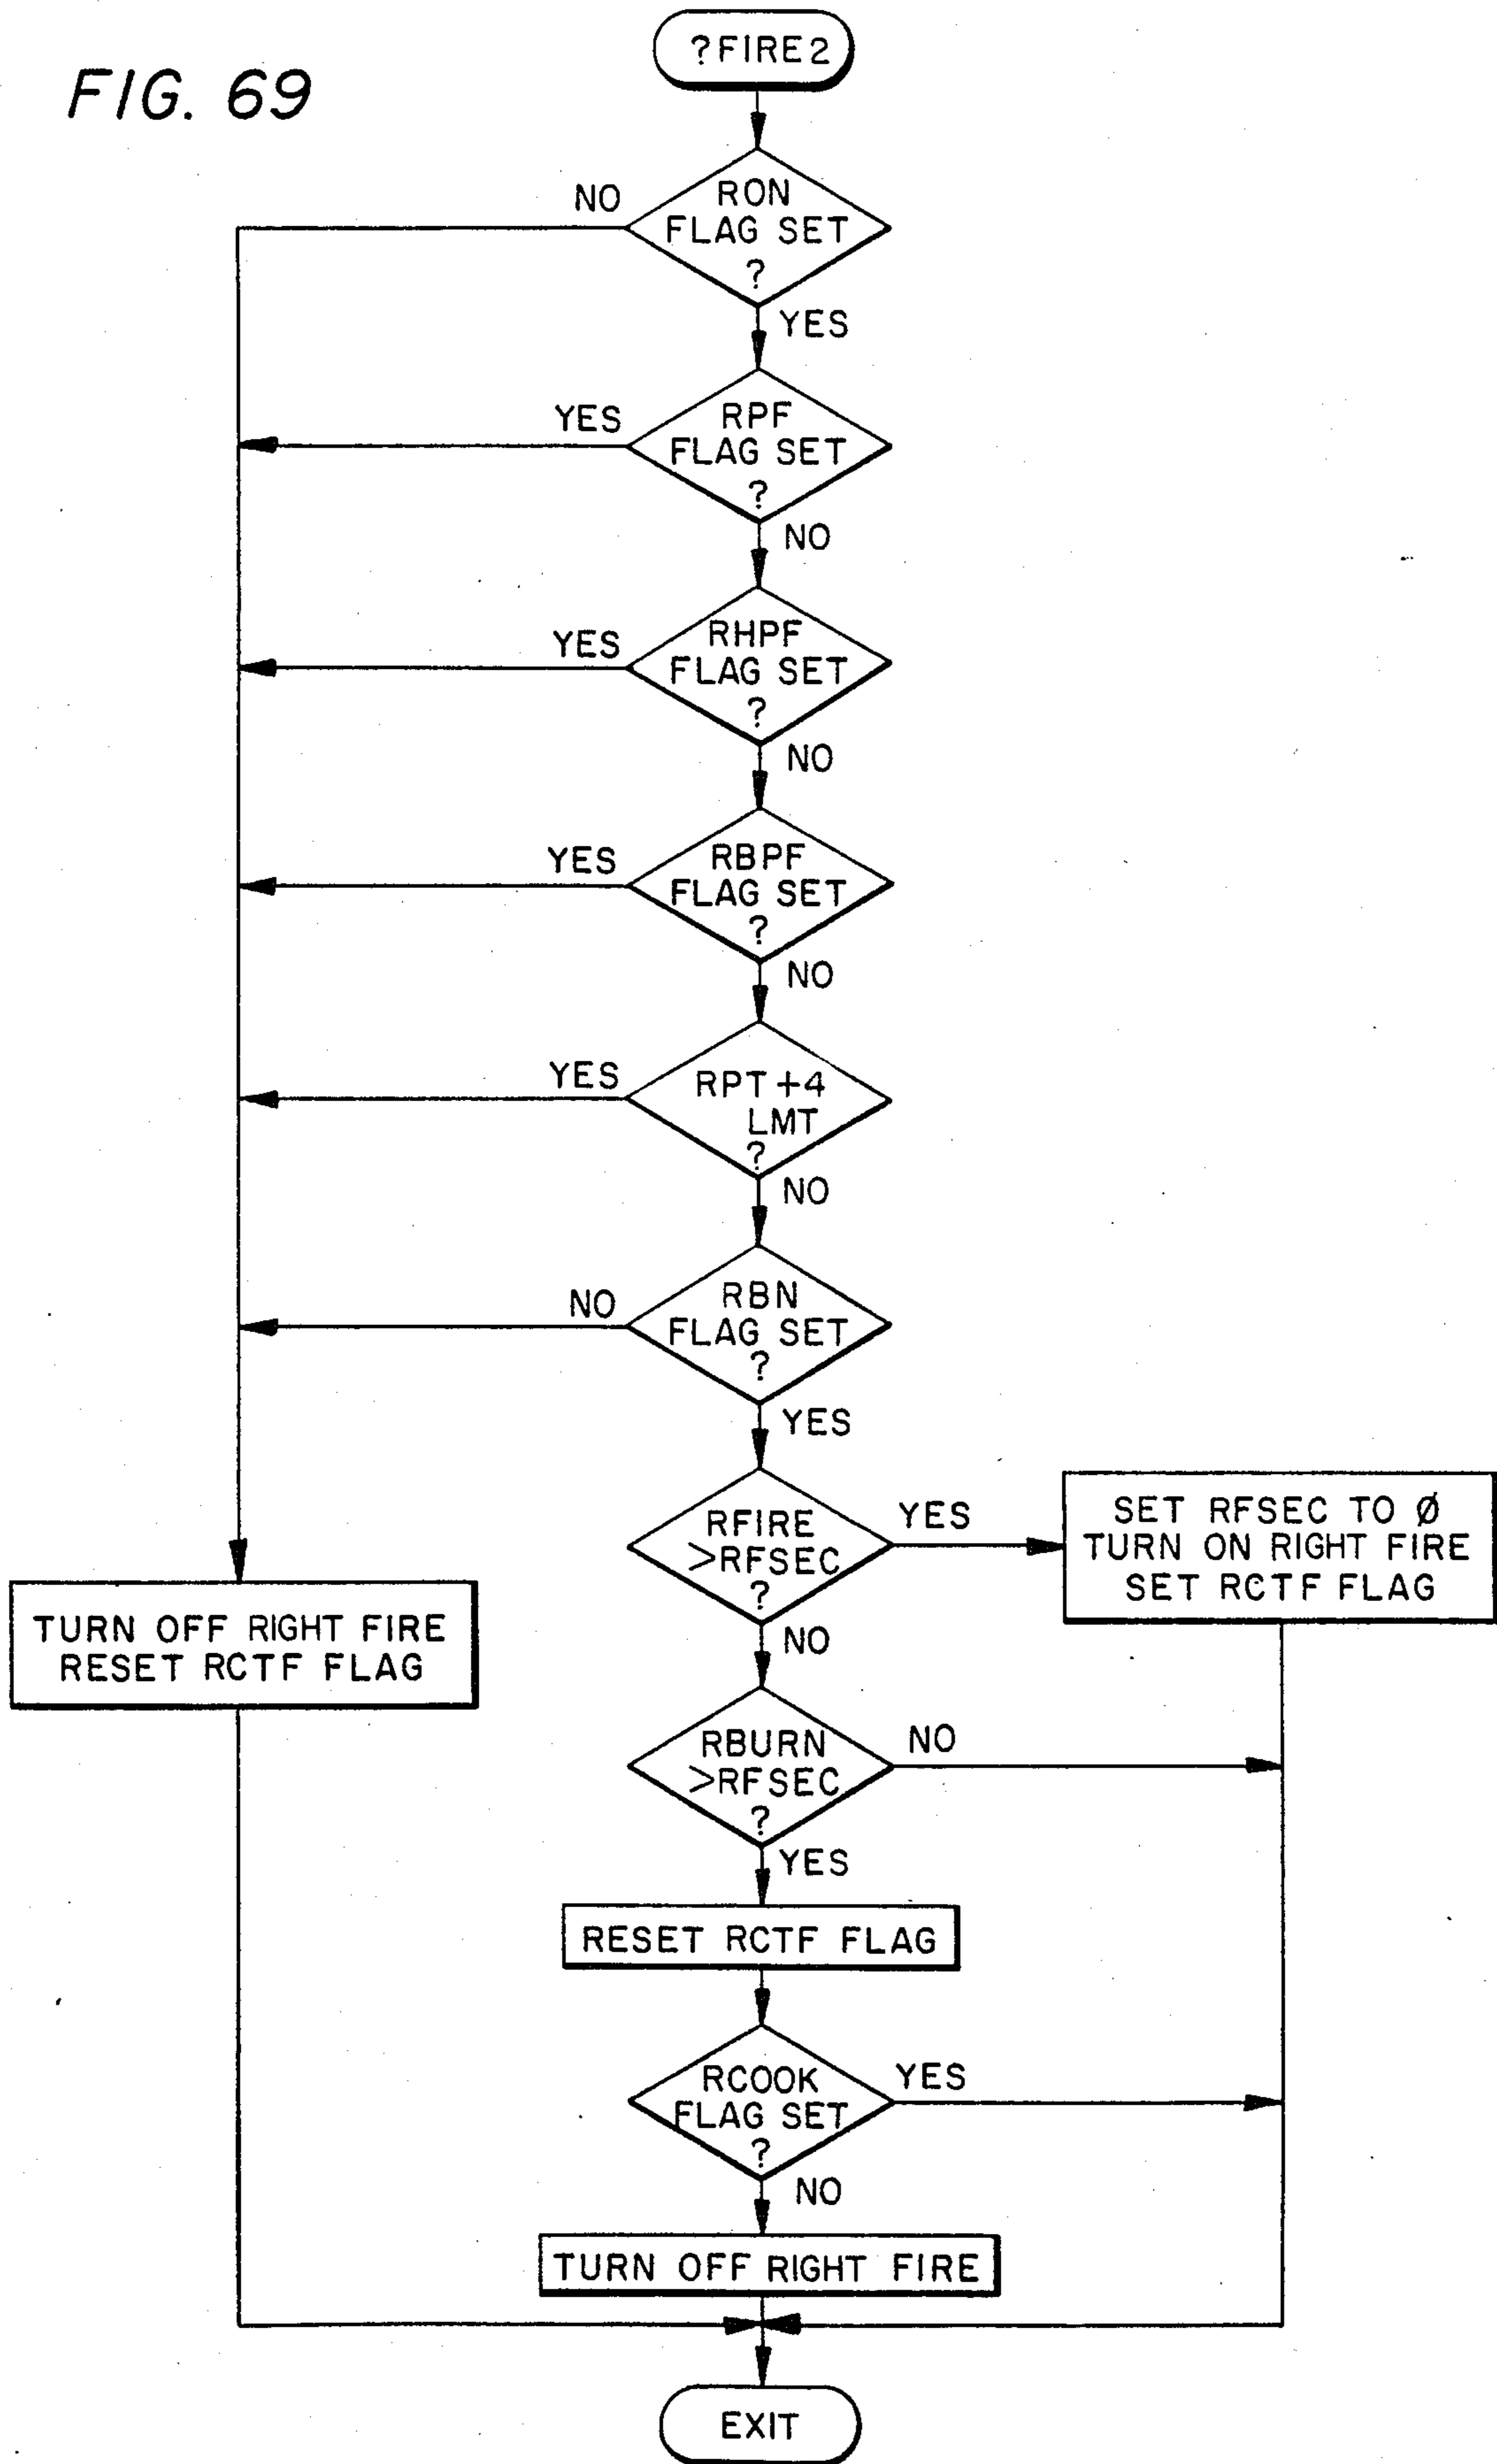 FIG. 69
?FIRE2
RON
FLAG SET
?
NO
YES
RPF
FLAG SET
?
YES
NO
RHPF
FLAG SET
?
YES
NO
RBPF
FLAG SET
?
YES
NO
RPT +4
LMT
?
YES
NO
RBN
FLAG SET
?
NO
YES
RFIRE
>RFSEC
?
YES
SET RFSEC TO Ø
TURN ON RIGHT FIRE
SET RCTF FLAG
NO
TURN OFF RIGHT FIRE
RESET RCTF FLAG
RBURN
>RFSEC
?
NO
YES
RESET RCTF FLAG
RCOOK
FLAG SET
?
YES
NO
TURN OFF RIGHT FIRE
EXIT